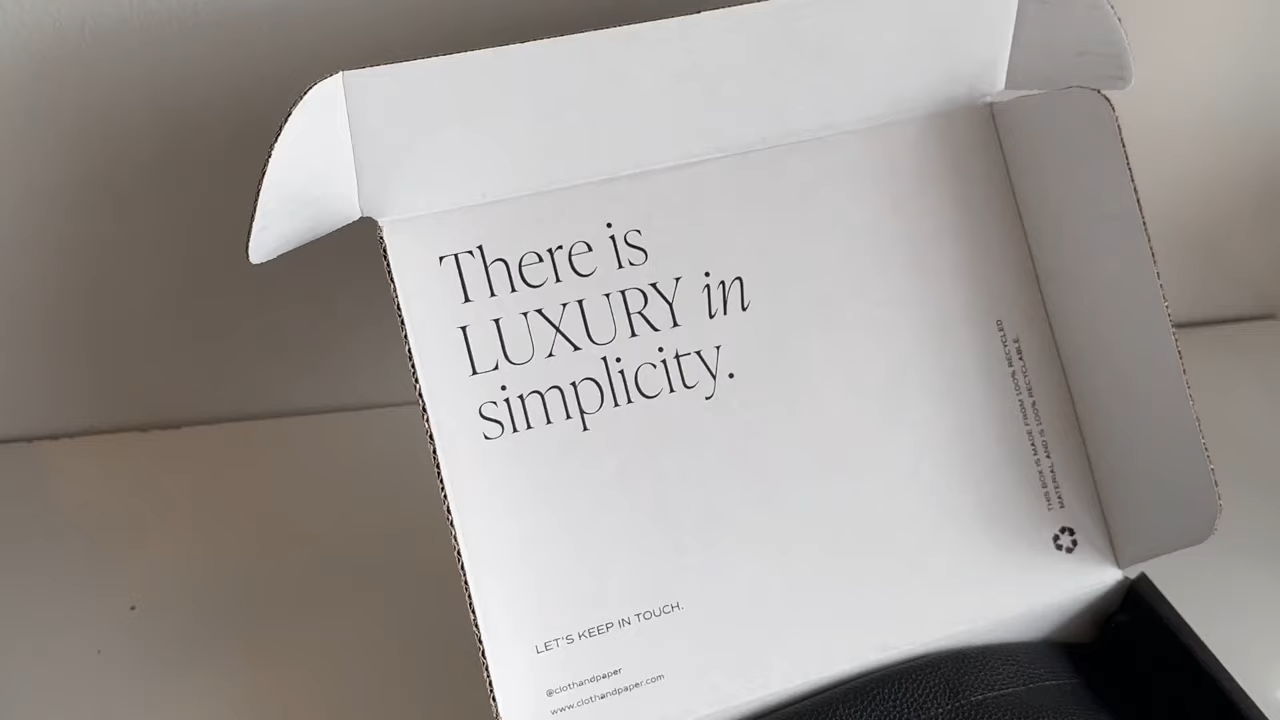 There is
LUXURY in
simplicity.
THIS BOX IS MADE FROM 100% RECYCLED
MATERIAL AND IS 100% RECYCLABLE.
LET'S KEEP IN TOUCH.
@clothandpaper
www.clothandpaper.com